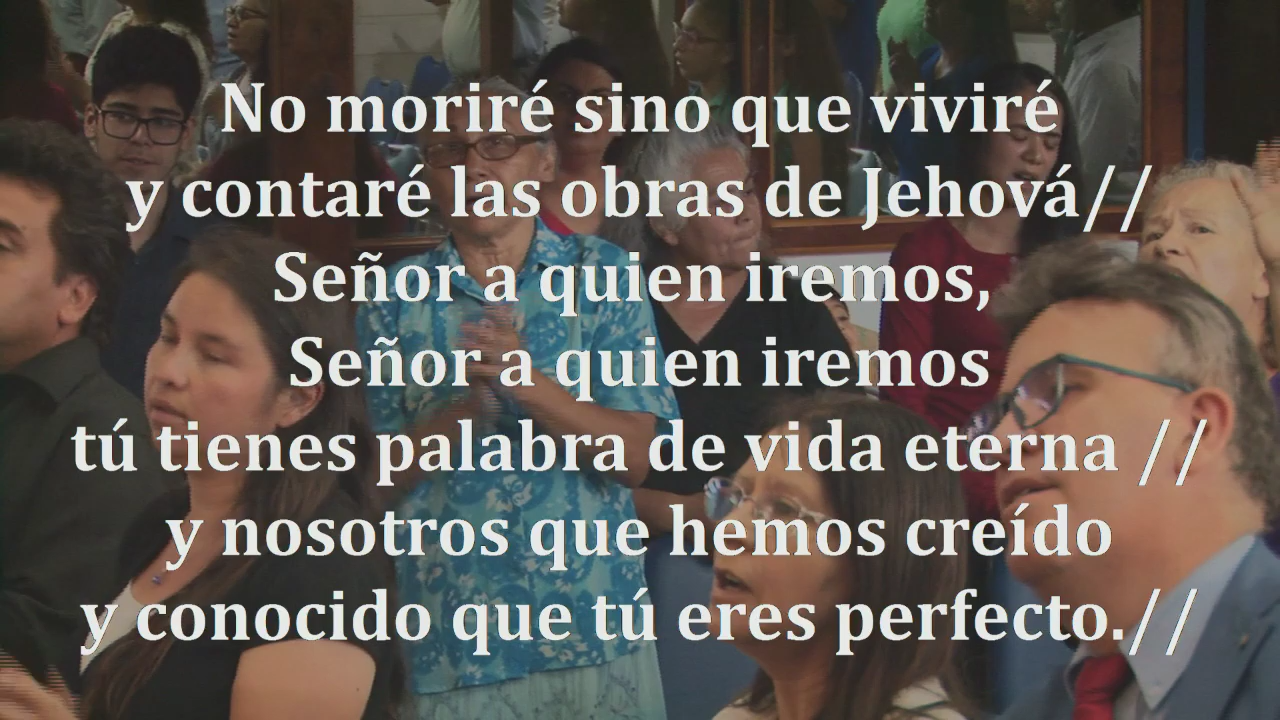 No moriré sino que viviré
y contaré las obras de Jehová//
Señor a quien iremos,
Señor a quien iremos
tú tienes palabra de vida eterna //
y nosotros que hemos creído
y conocido que tú eres perfecto.//